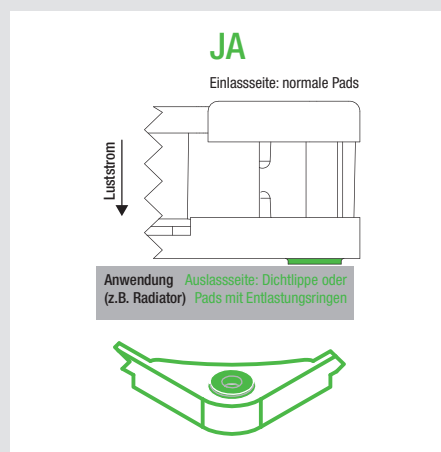 JA
Einlassseite: normale Pads
Luststrom
Anwendung Auslassseite: Dichtlippe oder
(z.B. Radiator) Pads mit Entlastungsringen